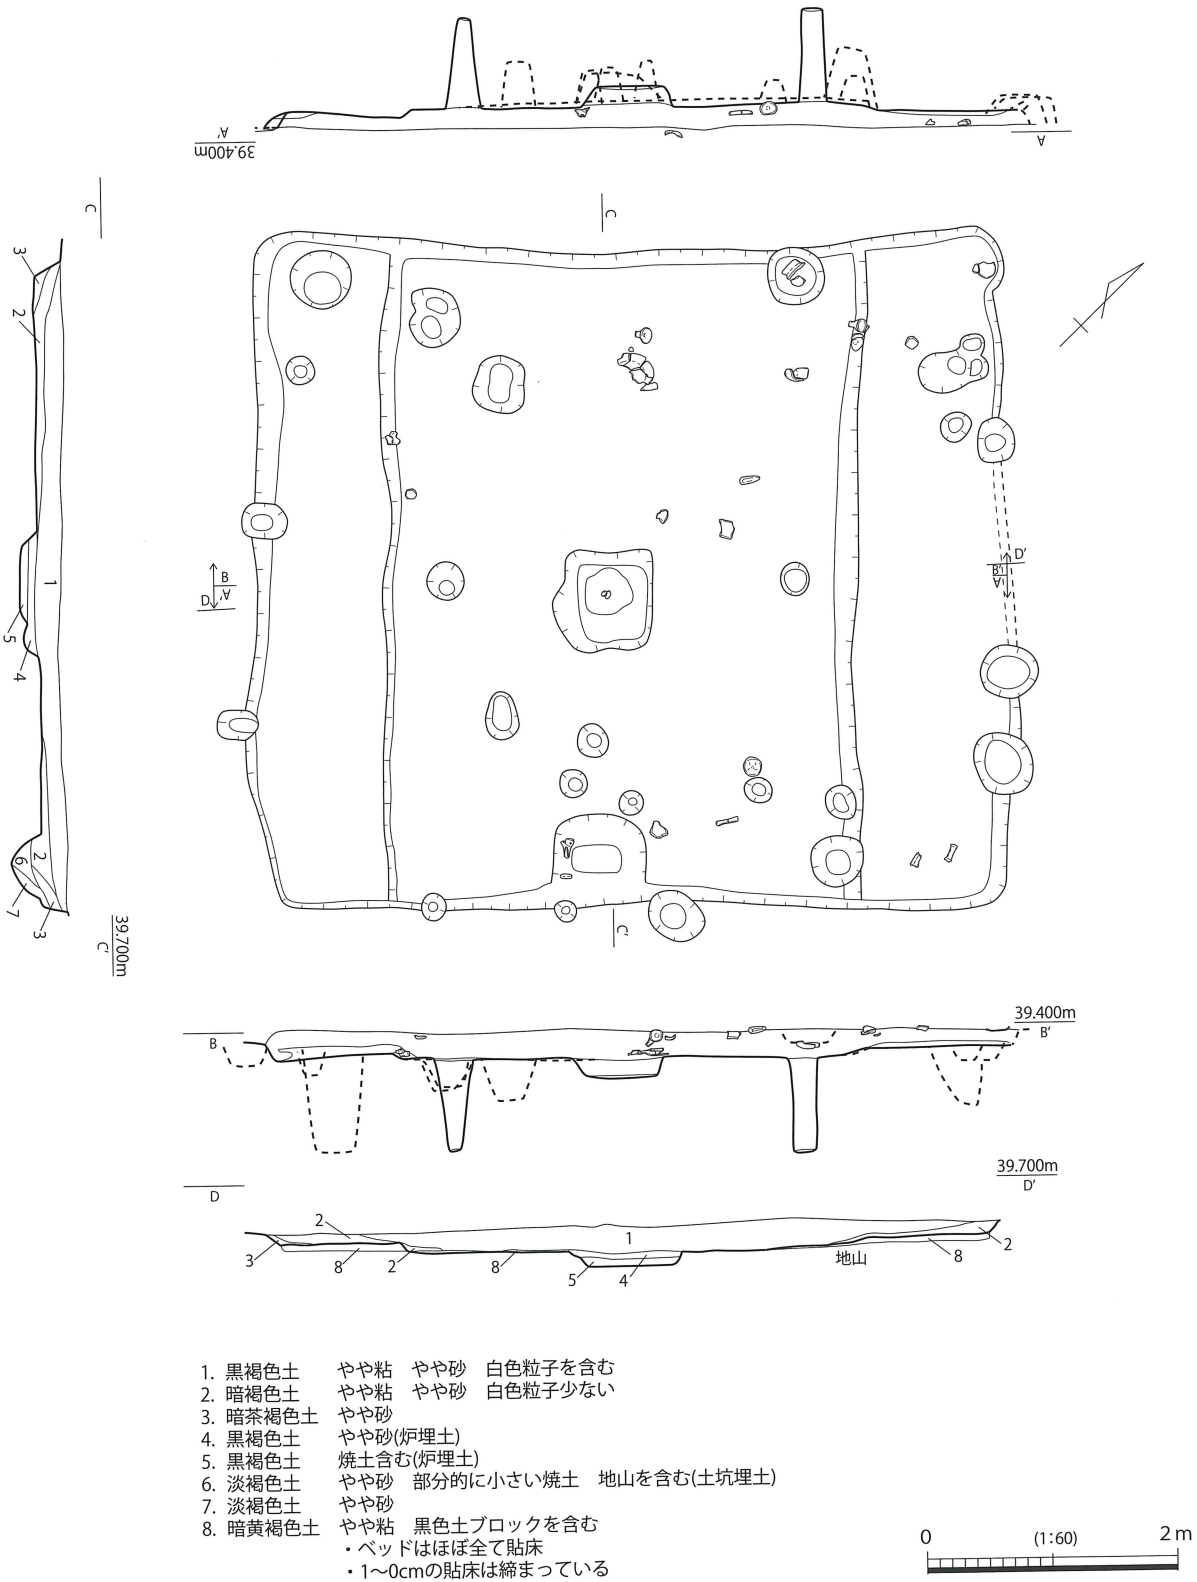 A'
39.400m
A
C
C
3
2
1
5
4
2
6
7
3
39.700m
C'
B
A'
D
D'
B'
A
C'
39.400m
B'
B
39.700m
D'
D
2
1
3
8
2
8
5
4
地山
8
2
1. 黒褐色土 やや粘 やや砂 白色粒子を含む
2. 暗褐色土 やや粘 やや砂 白色粒子少ない
3. 暗茶褐色土 やや砂
4. 黒褐色土 やや砂(炉埋土)
5. 黒褐色土 焼土含む(炉埋土)
6. 淡褐色土 やや砂 部分的に小さい焼土 地山を含む(土坑埋土)
7. 淡褐色土 やや砂
8. 暗黄褐色土 やや粘 黒色土ブロックを含む
・ベッドはほぼ全て貼床
・1～0cmの貼床は締まっている
0 (1:60) 2m